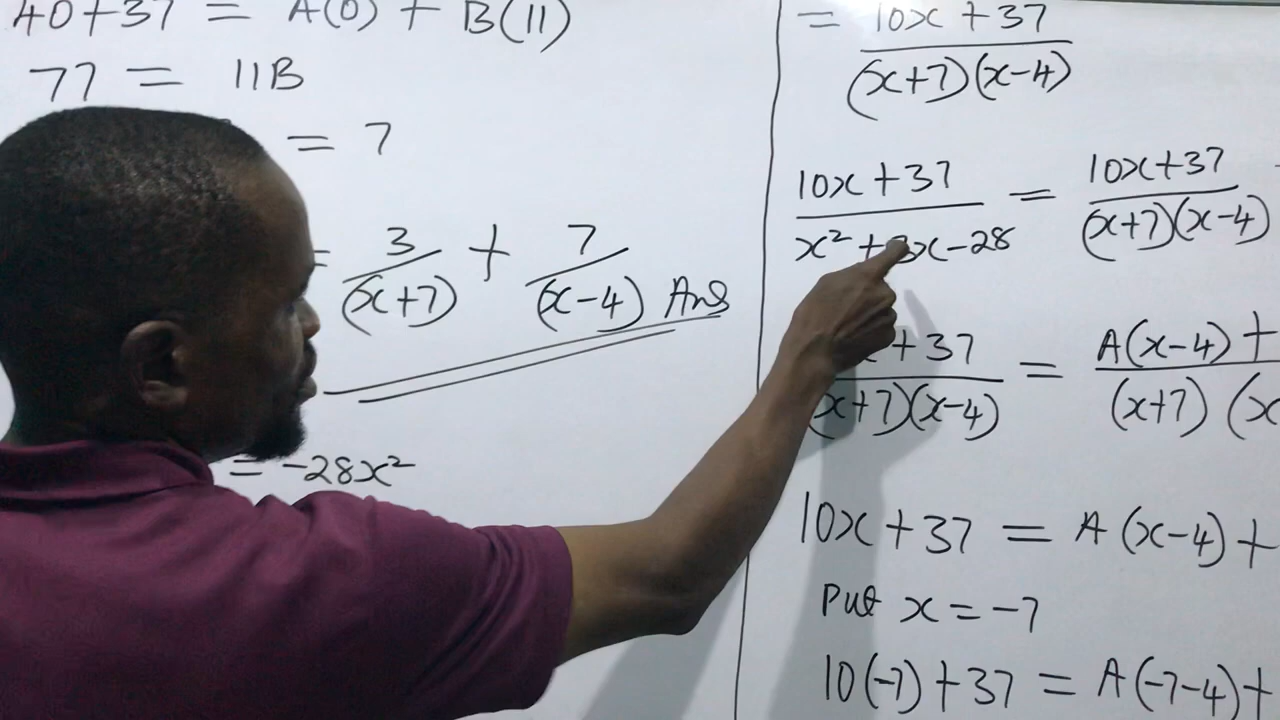 40+37 = A(0) + B(11)
77 = 11B
= 7
= 3/(x+7) + 7/(x-4) Ans
= -28x²
= 10x+37/(x+7)(x-4)
10x+37/x²+3x-28 = 10x+37/(x+7)(x-4)
+37/(x+7)(x-4) = A(x-4)+/(x+7)(x
10x+37 = A(x-4)+
Put x = -7
10(-7)+37 = A(-7-4)+